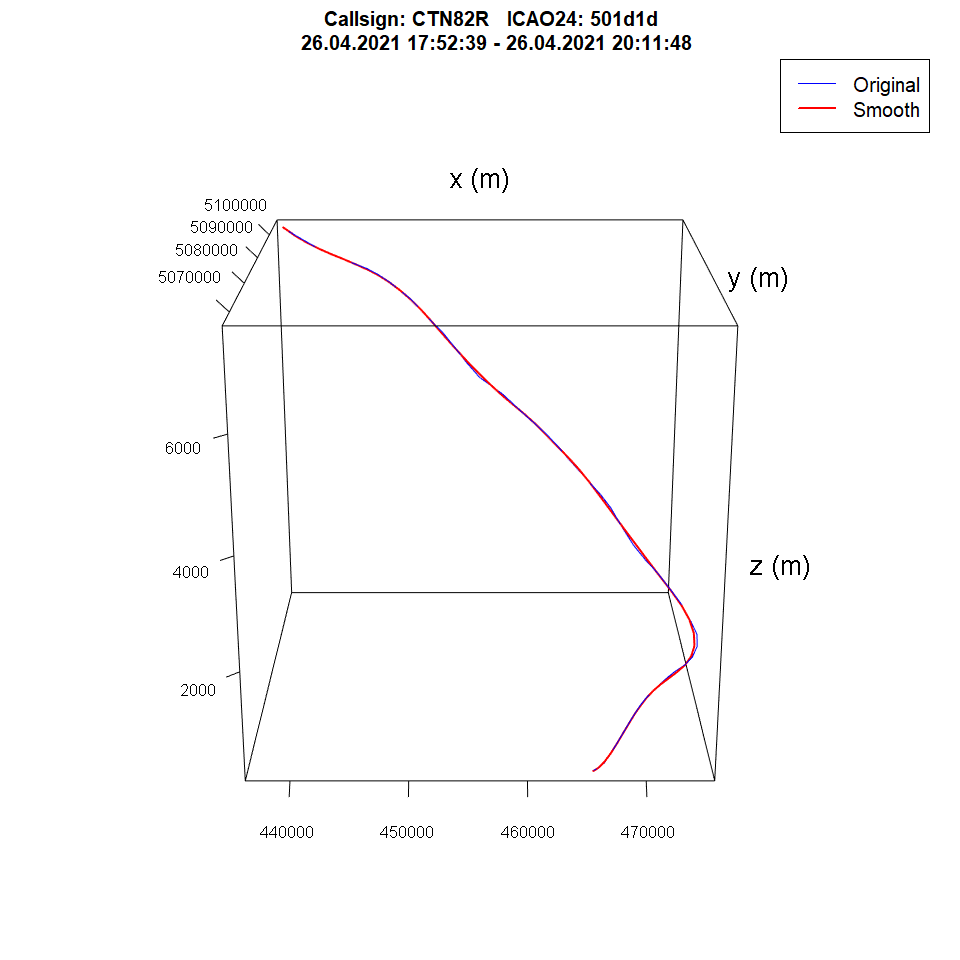 Callsign: CTN82R   ICAO24: 501d1d
26.04.2021 17:52:39 - 26.04.2021 20:11:48
Original
Smooth
x (m)
5100000
5090000
5080000
5070000
y (m)
6000
4000
z (m)
2000
440000
450000
460000
470000